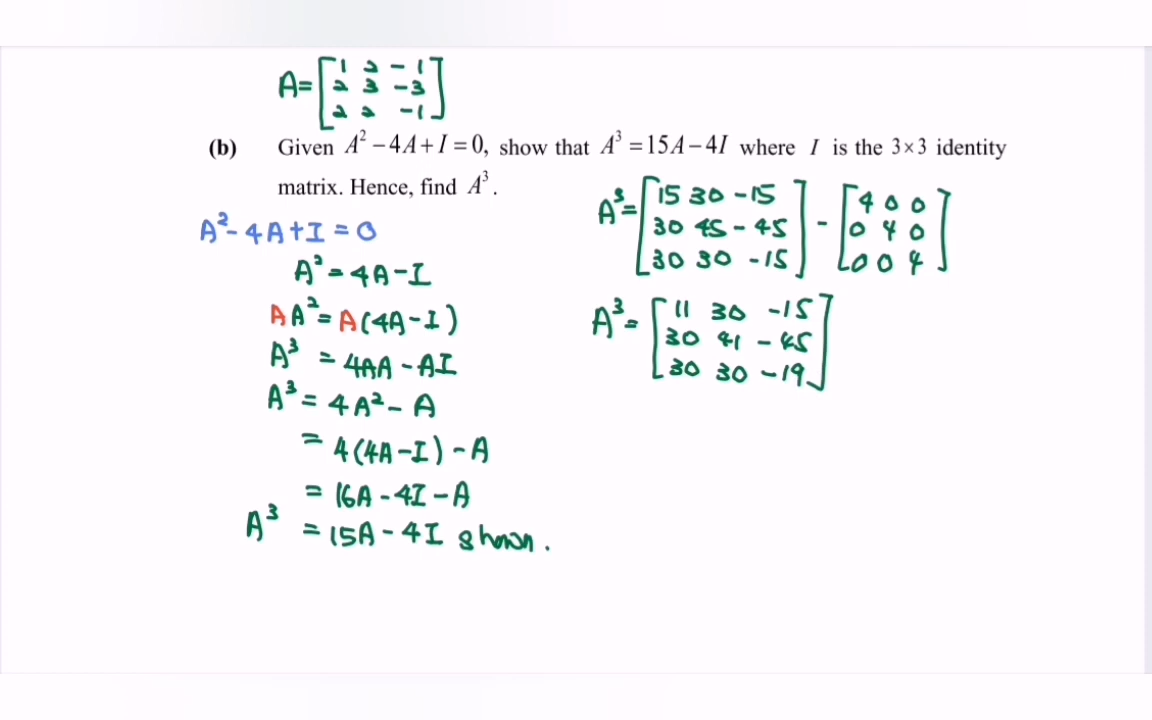 A = [1 2 -1
2 3 -3
2 2 -1]
(b) Given A² − 4A + I = 0, show that A³ = 15A − 4I where I is the 3×3 identity
matrix. Hence, find A³.
A² - 4A + I = 0
A² = 4A - I
AA² = A(4A - I)
A³ = 4AA - AI
A³ = 4A² - A
= 4(4A - I) - A
= 16A - 4I - A
A³ = 15A - 4I shown.
A³ = [15 30 -15] - [4 0 0]
[30 45 -45] [0 4 0]
[30 30 -15] [0 0 4]
A³ = [11 30 -15
30 41 -45
30 30 -19]